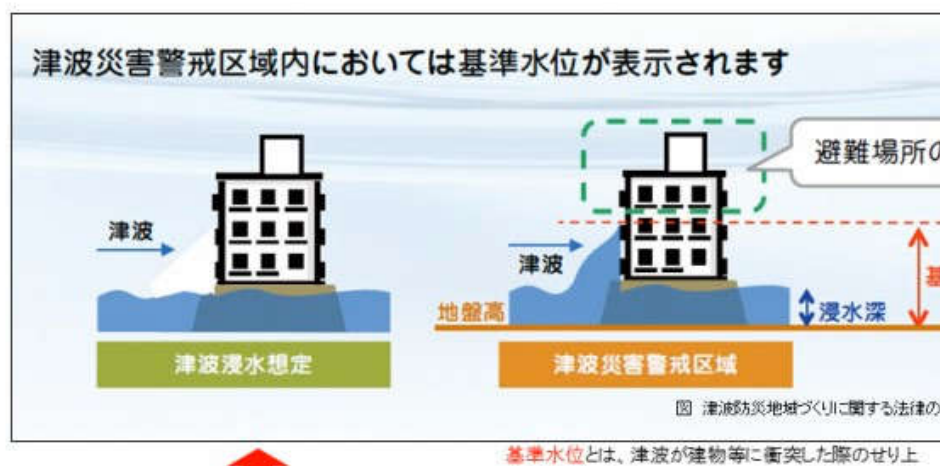 津波災害警戒区域内においては基準水位が表示されます
避難場所の
津波
津波
基
地盤高
浸水深
津波浸水想定
津波災害警戒区域
図 津波防災地域づくりに関する法律の
基準水位とは、津波が建物等に衝突した際のせり上